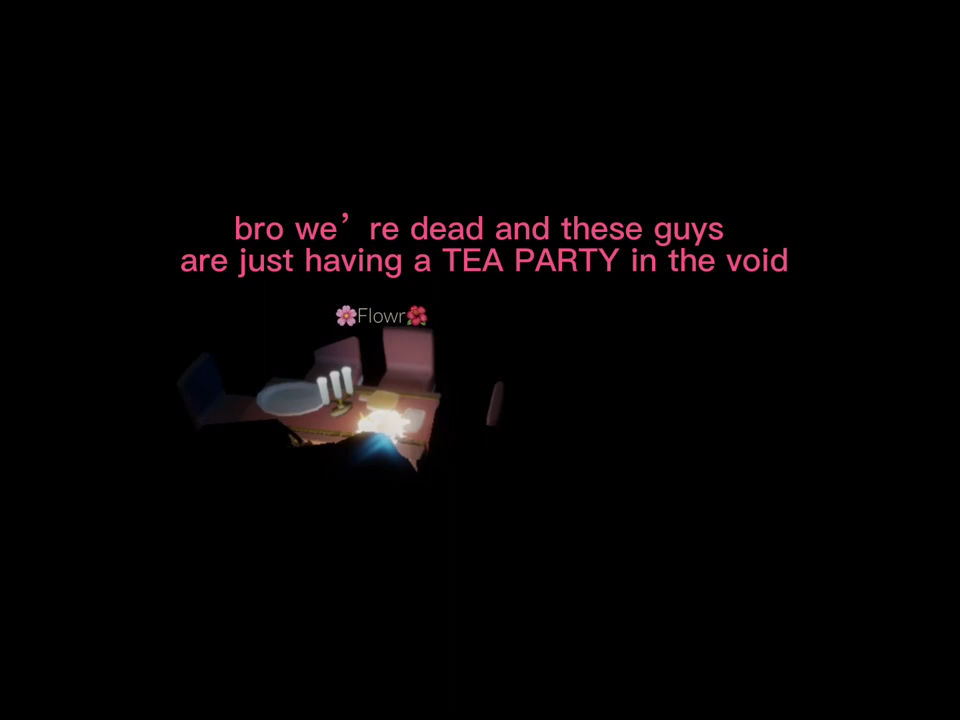 bro we’re dead and these guys
are just having a TEA PARTY in the void
🌸Flowr🌺